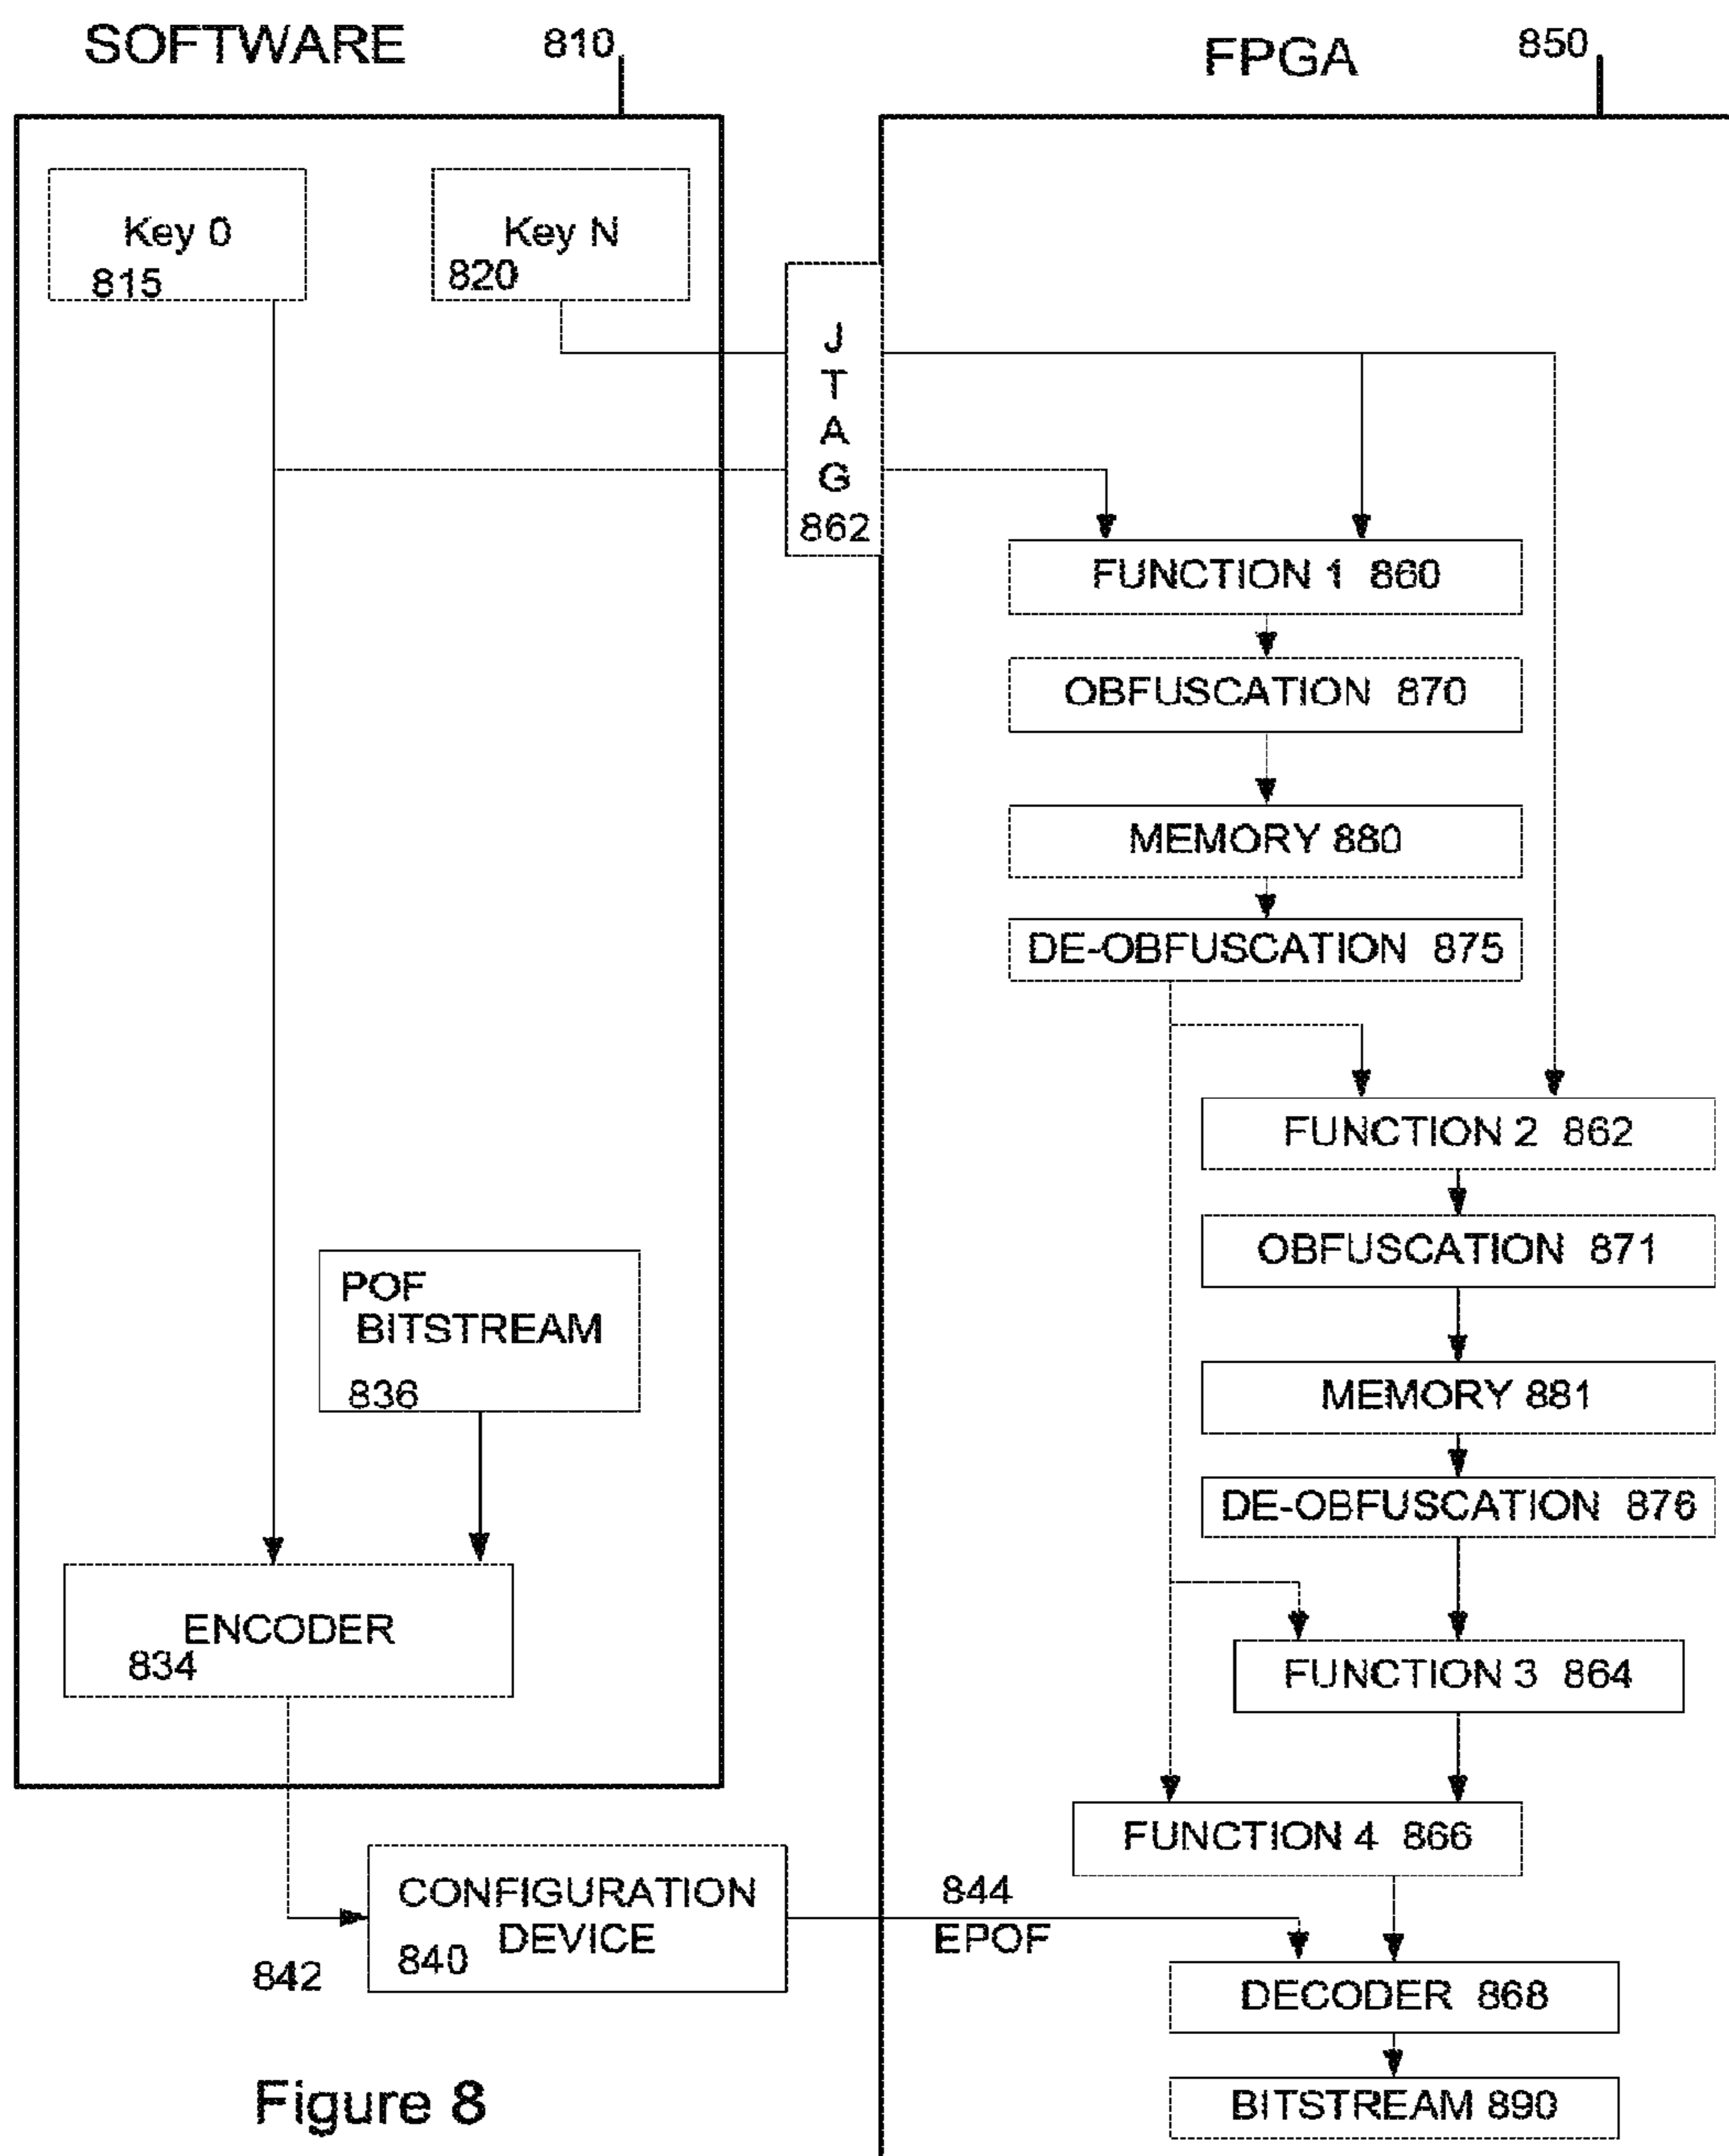 SOFTWARE
810
FPGA
850
Key 0
815
Key N
820
J
T
A
G
862
FUNCTION 1 860
OBFUSCATION 870
MEMORY 880
DE-OBFUSCATION 875
FUNCTION 2 862
OBFUSCATION 871
MEMORY 881
DE-OBFUSCATION 876
FUNCTION 3 864
FUNCTION 4 866
POF
BITSTREAM
836
ENCODER
834
CONFIGURATION
DEVICE
840
842
844
EPOF
DECODER 868
BITSTREAM 890
Figure 8